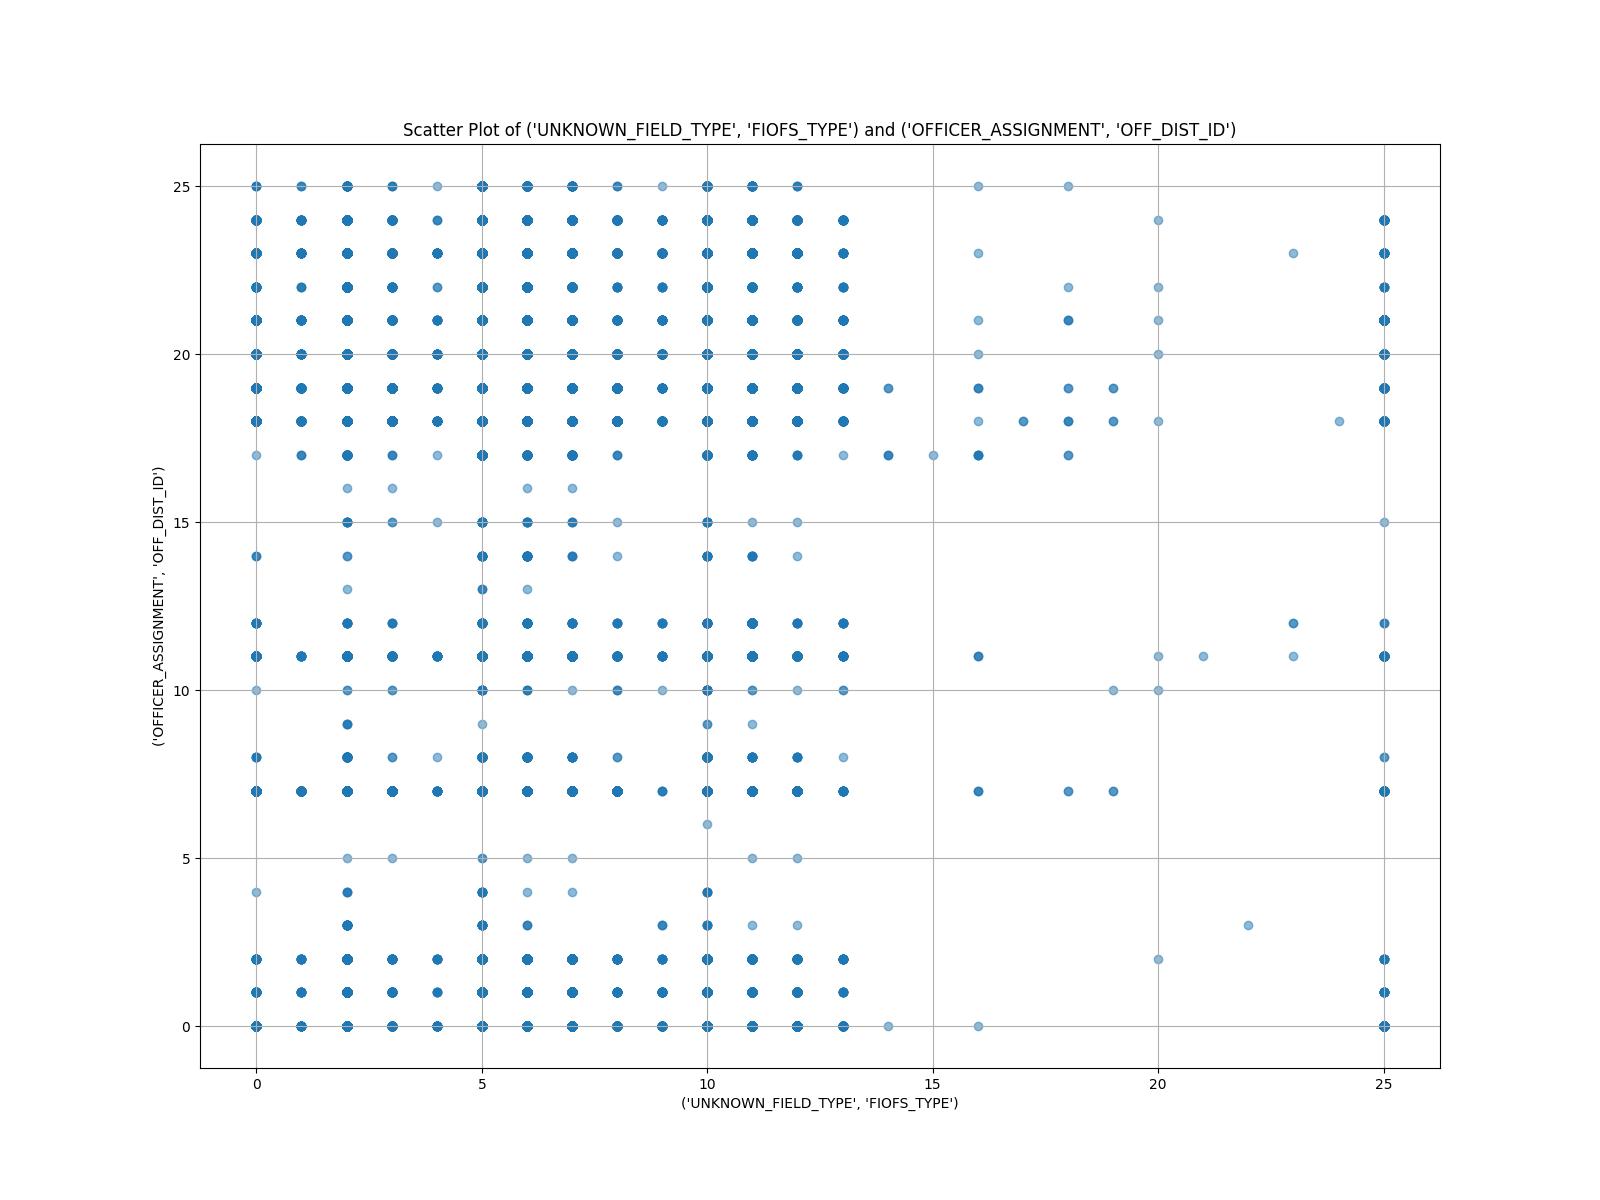 Scatter Plot of ('UNKNOWN_FIELD_TYPE', 'FIOFS_TYPE') and ('OFFICER_ASSIGNMENT', 'OFF_DIST_ID')
25
20
15
10
5
0
('OFFICER_ASSIGNMENT', 'OFF_DIST_ID')
0 5 10 15 20 25
('UNKNOWN_FIELD_TYPE', 'FIOFS_TYPE')